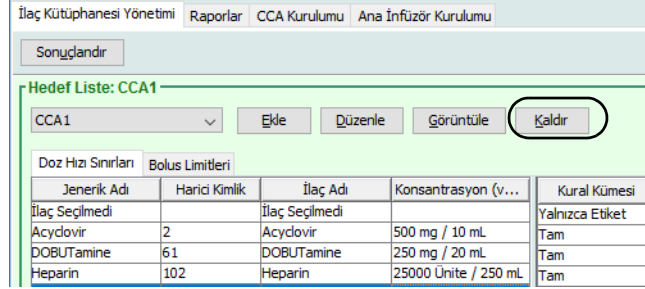 İlaç Kütüphanesi Yönetimi Raporlar CCA Kurulumu Ana İnfüzör Kurulumu
Sonuçlandır
Hedef Liste: CCA1
CCA1 Ekle Düzenle Görüntüle Kaldır
Doz Hızı Sınırları Bolus Limitleri
Jenerik Adı Harici Kimlik İlaç Adı Konsantrasyon (v... Kural Kümesi
İlaç Seçilmedi İlaç Seçilmedi Yalnızca Etiket
Acyclovir 2 Acyclovir 500 mg / 10 mL Tam
DOBUTamine 61 DOBUTamine 250 mg / 20 mL Tam
Heparin 102 Heparin 25000 Ünite / 250 mL Tam